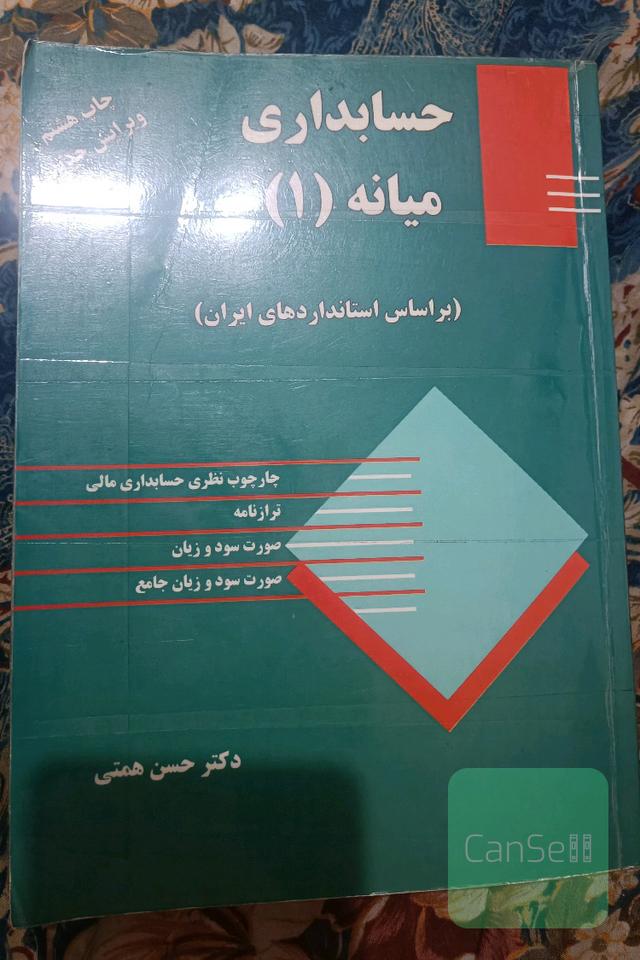 حسابداری
میانه (۱)
چاپ هشتم
ویرایش
(براساس استانداردهای ایران)
چارچوب نظری حسابداری مالی
ترازنامه
صورت سود و زیان
صورت سود و زیان جامع
دکتر حسن همتی
CanSell